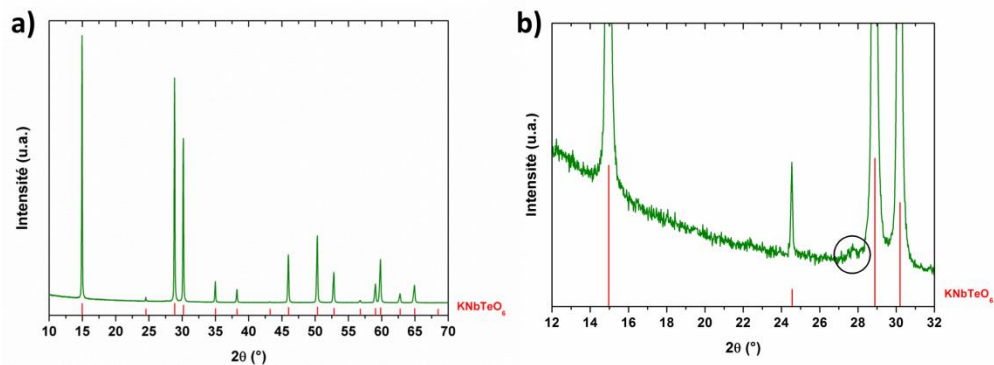 a)
Intensité (u.a.)
KNbTeO₆
10 15 20 25 30 35 40 45 50 55 60 65 70
2θ (°)
b)
Intensité (u.a.)
KNbTeO₆
12 14 16 18 20 22 24 26 28 30 32
2θ (°)